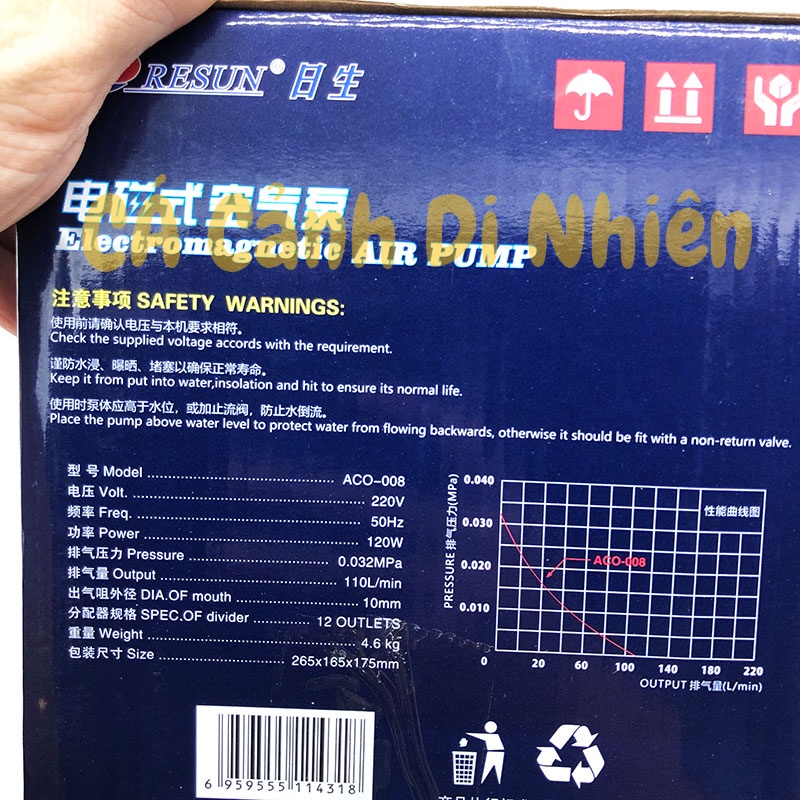 RESUN® 日生
电磁式空气泵
Cá Cảnh Dĩ Nhiên
Electromagnetic AIR PUMP
注意事项 SAFETY WARNINGS:
使用前请确认电压与本机要求相符。
Check the supplied voltage accords with the requirement.
谨防水浸、曝晒、堵塞以确保正常寿命。
Keep it from put into water,insolation and hit to ensure its normal life.
使用时泵体应高于水位，或加止流阀，防止水倒流。
Place the pump above water level to protect water from flowing backwards, otherwise it should be fit with a non-return valve.
型 号 Model ACO-008
电压 Volt. 220V
频率 Freq. 50Hz
功率 Power 120W
排气压力 Pressure 0.032MPa
排气量 Output 110L/min
出气咀外径 DIA.OF mouth 10mm
分配器规格 SPEC.OF divider 12 OUTLETS
重量 Weight 4.6 kg
包装尺寸 Size 265x165x175mm
PRESSURE 排气压力(MPa)
0.040
0.030
0.020
0.010
0
性能曲线图
ACO-008
20 60 100 140 180 220
OUTPUT 排气量(L/min)
6 959555 114318